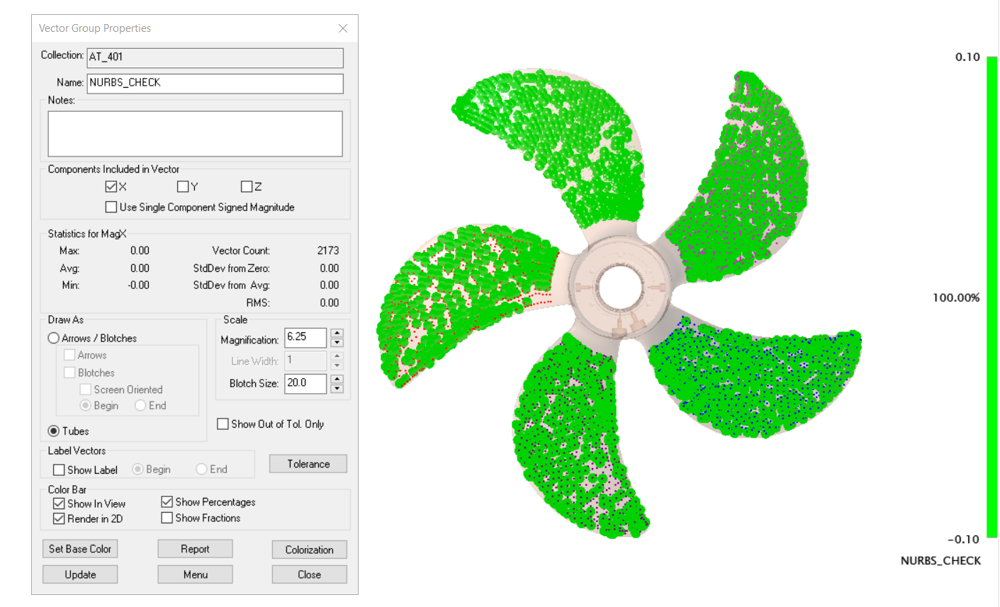 Vector Group Properties
Collection: AT_401
Name: NURBS_CHECK
Notes:
Components Included in Vector
X Y Z
Use Single Component Signed Magnitude
Statistics for MagX
Max: 0.00 Vector Count: 2173
Avg: 0.00 StdDev from Zero: 0.00
Min: -0.00 StdDev from Avg: 0.00
RMS: 0.00
Draw As
Arrows / Blotches
Arrows
Blotches
Screen Oriented
Begin End
Tubes
Scale
Magnification: 6.25
Line Width: 1
Blotch Size: 20.0
Show Out of Tol. Only
Label Vectors
Show Label Begin End
Tolerance
Color Bar
Show In View Show Percentages
Render in 2D Show Fractions
Set Base Color Report Colorization
Update Menu Close
0.10
100.00%
-0.10
NURBS_CHECK